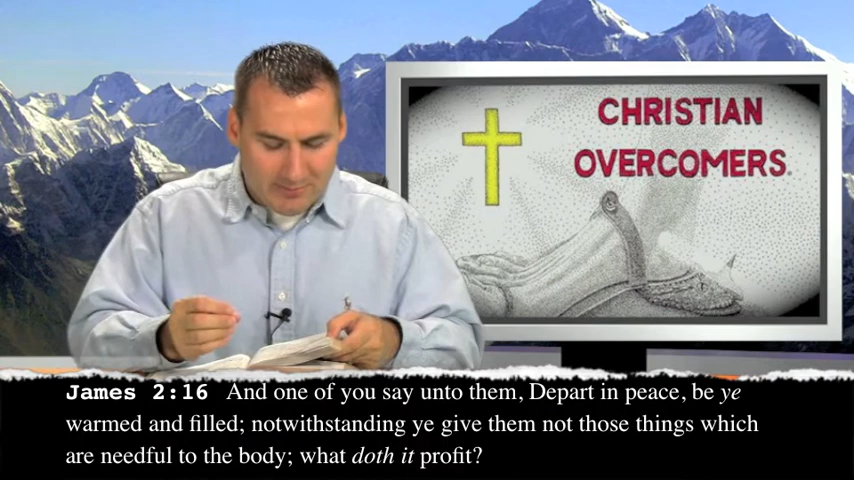 CHRISTIAN
OVERCOMERS.
James 2:16 And one of you say unto them, Depart in peace, be ye
warmed and filled; notwithstanding ye give them not those things which
are needful to the body; what doth it profit?